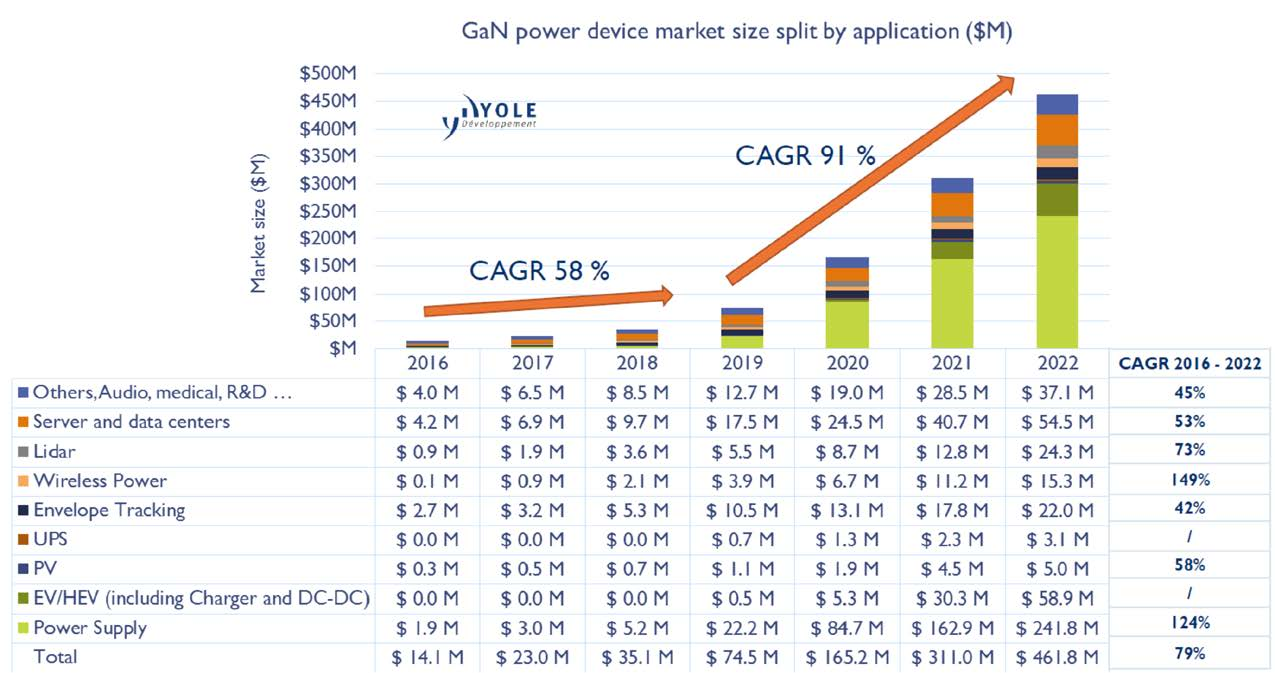 GaN power device market size split by application ($M)
$500M
$450M
$400M
$350M
$300M
$250M
$200M
$150M
$100M
$50M
$M
Market size ($M)
YOLE
Développement
CAGR 58 %
CAGR 91 %
2016 2017 2018 2019 2020 2021 2022 CAGR 2016 - 2022
Others, Audio, medical, R&D ... $ 4.0 M $ 6.5 M $ 8.5 M $ 12.7 M $ 19.0 M $ 28.5 M $ 37.1 M 45%
Server and data centers $ 4.2 M $ 6.9 M $ 9.7 M $ 17.5 M $ 24.5 M $ 40.7 M $ 54.5 M 53%
Lidar $ 0.9 M $ 1.9 M $ 3.6 M $ 5.5 M $ 8.7 M $ 12.8 M $ 24.3 M 73%
Wireless Power $ 0.1 M $ 0.9 M $ 2.1 M $ 3.9 M $ 6.7 M $ 11.2 M $ 15.3 M 149%
Envelope Tracking $ 2.7 M $ 3.2 M $ 5.3 M $ 10.5 M $ 13.1 M $ 17.8 M $ 22.0 M 42%
UPS $ 0.0 M $ 0.0 M $ 0.0 M $ 0.7 M $ 1.3 M $ 2.3 M $ 3.1 M /
PV $ 0.3 M $ 0.5 M $ 0.7 M $ 1.1 M $ 1.9 M $ 4.5 M $ 5.0 M 58%
EV/HEV (including Charger and DC-DC) $ 0.0 M $ 0.0 M $ 0.0 M $ 0.5 M $ 5.3 M $ 30.3 M $ 58.9 M /
Power Supply $ 1.9 M $ 3.0 M $ 5.2 M $ 22.2 M $ 84.7 M $ 162.9 M $ 241.8 M 124%
Total $ 14.1 M $ 23.0 M $ 35.1 M $ 74.5 M $ 165.2 M $ 311.0 M $ 461.8 M 79%